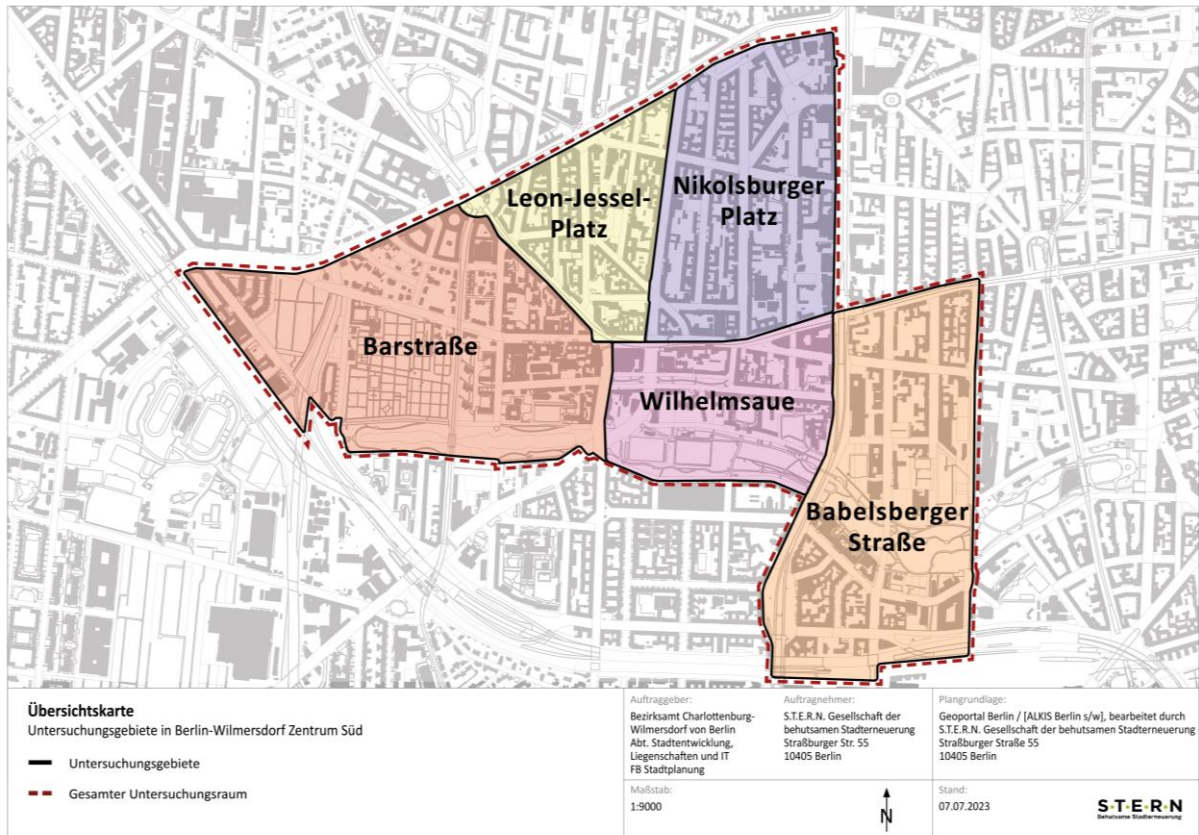 Leon-Jessel-
Platz
Nikolsburger
Platz
Barstraße
Wilhelmsaue
Babelsberger
Straße
Übersichtskarte
Untersuchungsgebiete in Berlin-Wilmersdorf Zentrum Süd
Untersuchungsgebiete
Gesamter Untersuchungsraum
Auftraggeber:
Bezirksamt Charlottenburg-
Wilmersdorf von Berlin
Abt. Stadtentwicklung,
Liegenschaften und IT
FB Stadtplanung
Auftragnehmer:
S.T.E.R.N. Gesellschaft der
behutsamen Stadterneuerung
Straßburger Str. 55
10405 Berlin
Plangrundlage:
Geoportal Berlin / [ALKIS Berlin s/w], bearbeitet durch
S.T.E.R.N. Gesellschaft der behutsamen Stadterneuerung
Straßburger Straße 55
10405 Berlin
Maßstab:
1:9000
N
Stand:
07.07.2023
S·T·E·R·N
Behutsame Stadterneuerung